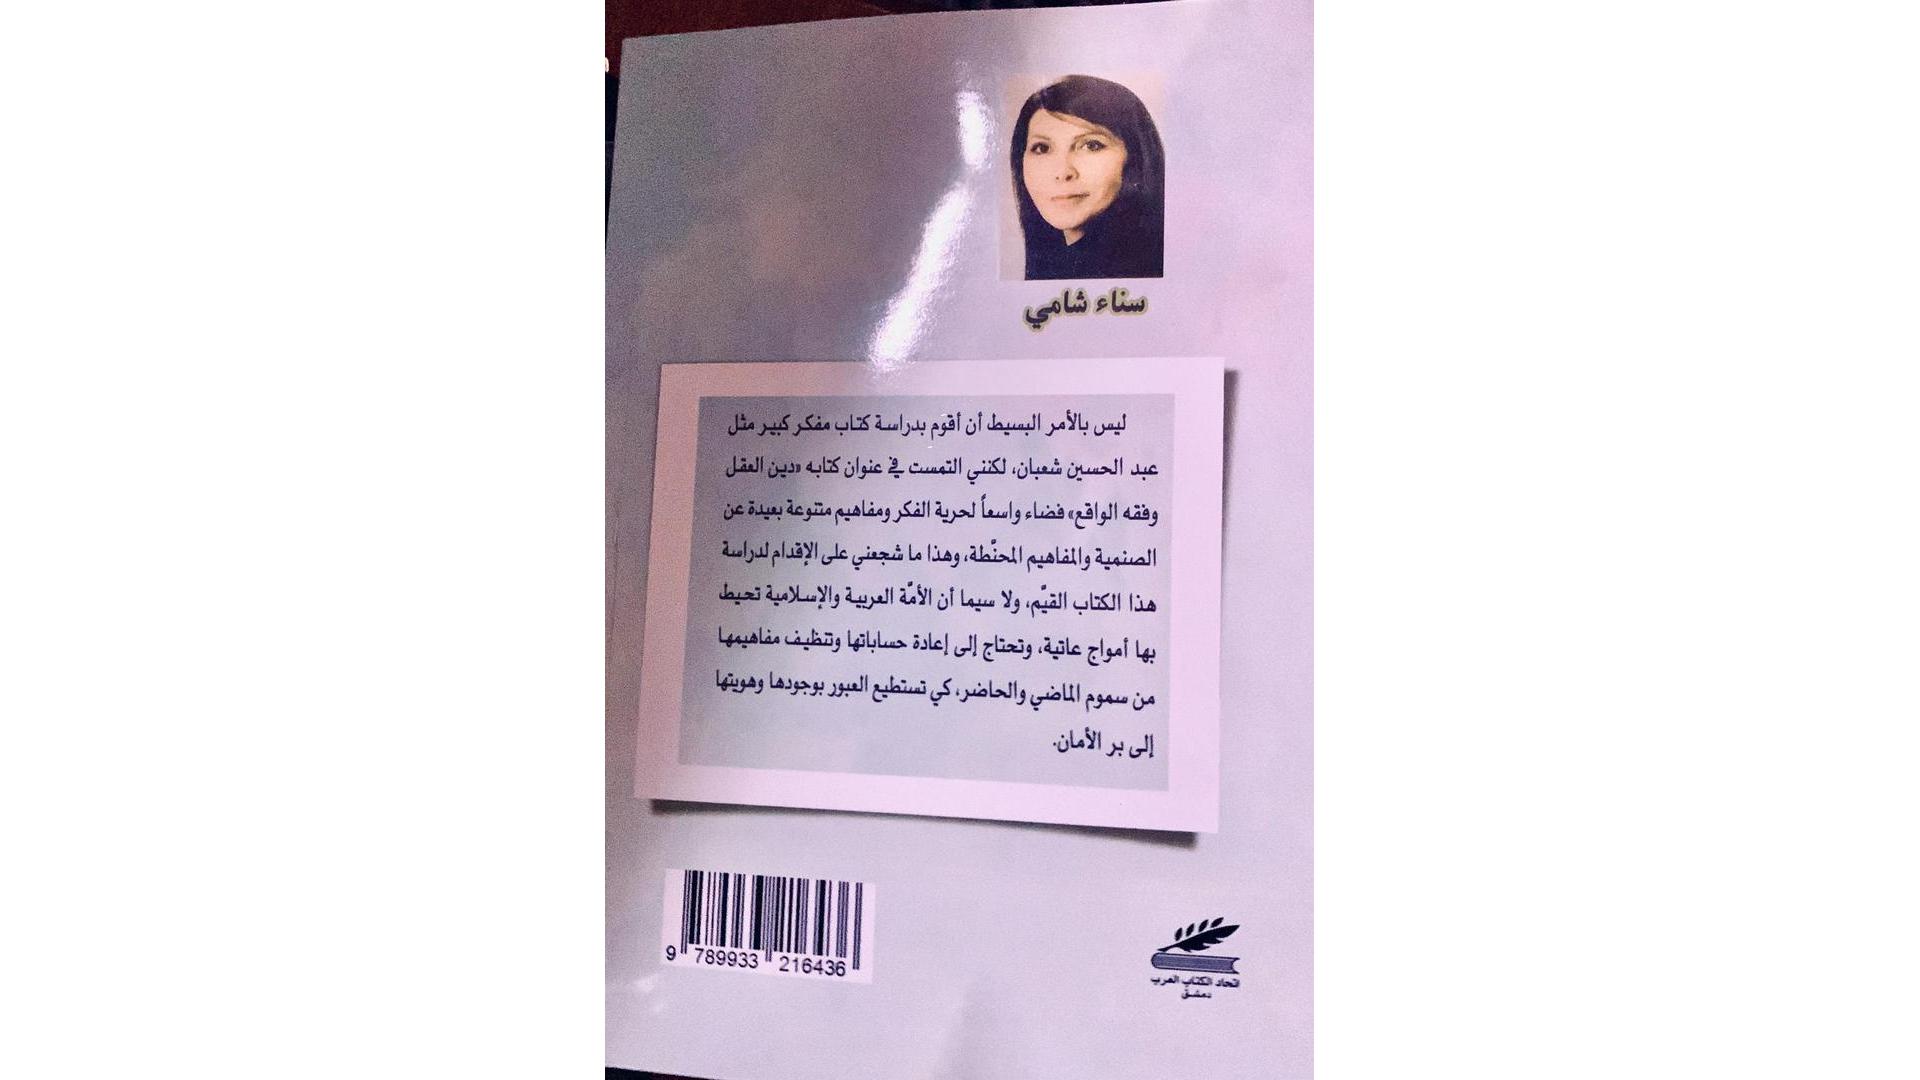 سناء شامي
ليس بالأمر البسيط أن أقوم بدراسة كتاب مفكر كبير مثل
عبد الحسين شعبان، لكنني التمست في عنوان كتابه «دين العقل
وفقه الواقع» فضاء واسعاً لحرية الفكر ومفاهيم متنوعة بعيدة عن
الصنمية والمفاهيم المحنَّطة، وهذا ما شجعني على الإقدام لدراسة
هذا الكتاب القيَّم، ولا سيما أن الأمَّة العربية والإسلامية تحيط
بها أمواج عاتية، وتحتاج إلى إعادة حساباتها وتنظيف مفاهيمها
من سموم الماضي والحاضر، كي تستطيع العبور بوجودها وهويتها
إلى بر الأمان.
9 789933 216436
اتحاد الكتاب العرب
دمشق